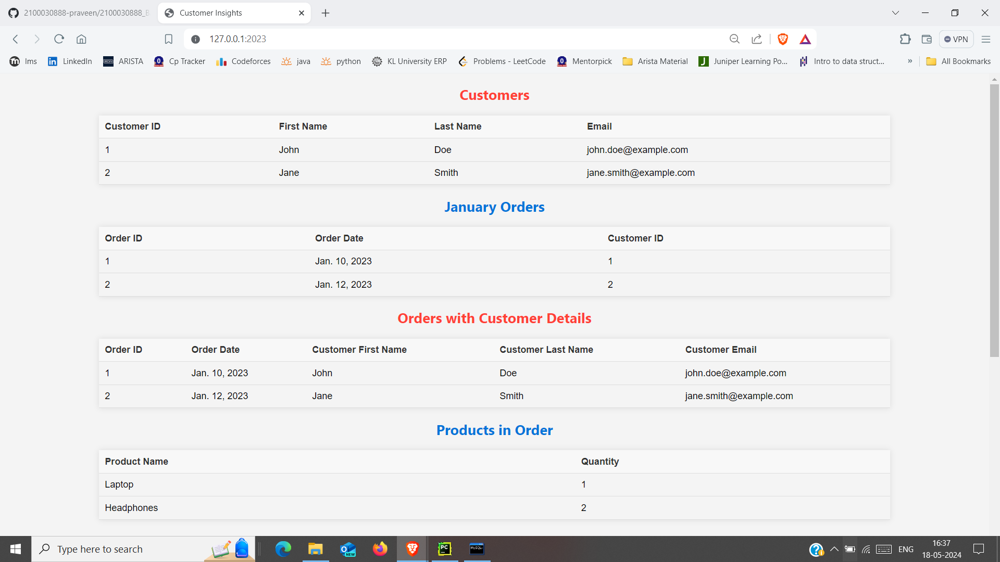 2100030888-praveen/2100030888_B
Customer Insights
127.0.0.1:2023
VPN
lms
LinkedIn
ARISTA
Cp Tracker
Codeforces
java
python
KL University ERP
Problems - LeetCode
Mentorpick
Arista Material
Juniper Learning Po...
Intro to data struct...
»
All Bookmarks
Customers
Customer ID First Name Last Name Email
1 John Doe john.doe@example.com
2 Jane Smith jane.smith@example.com
January Orders
Order ID Order Date Customer ID
1 Jan. 10, 2023 1
2 Jan. 12, 2023 2
Orders with Customer Details
Order ID Order Date Customer First Name Customer Last Name Customer Email
1 Jan. 10, 2023 John Doe john.doe@example.com
2 Jan. 12, 2023 Jane Smith jane.smith@example.com
Products in Order
Product Name Quantity
Laptop 1
Headphones 2
Type here to search
NEW
PC
MySQL
ENG
16:37
18-05-2024